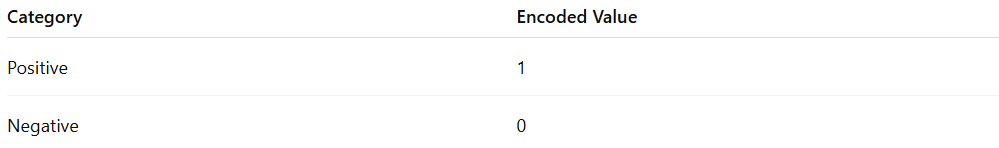 Category Encoded Value
Positive 1
Negative 0